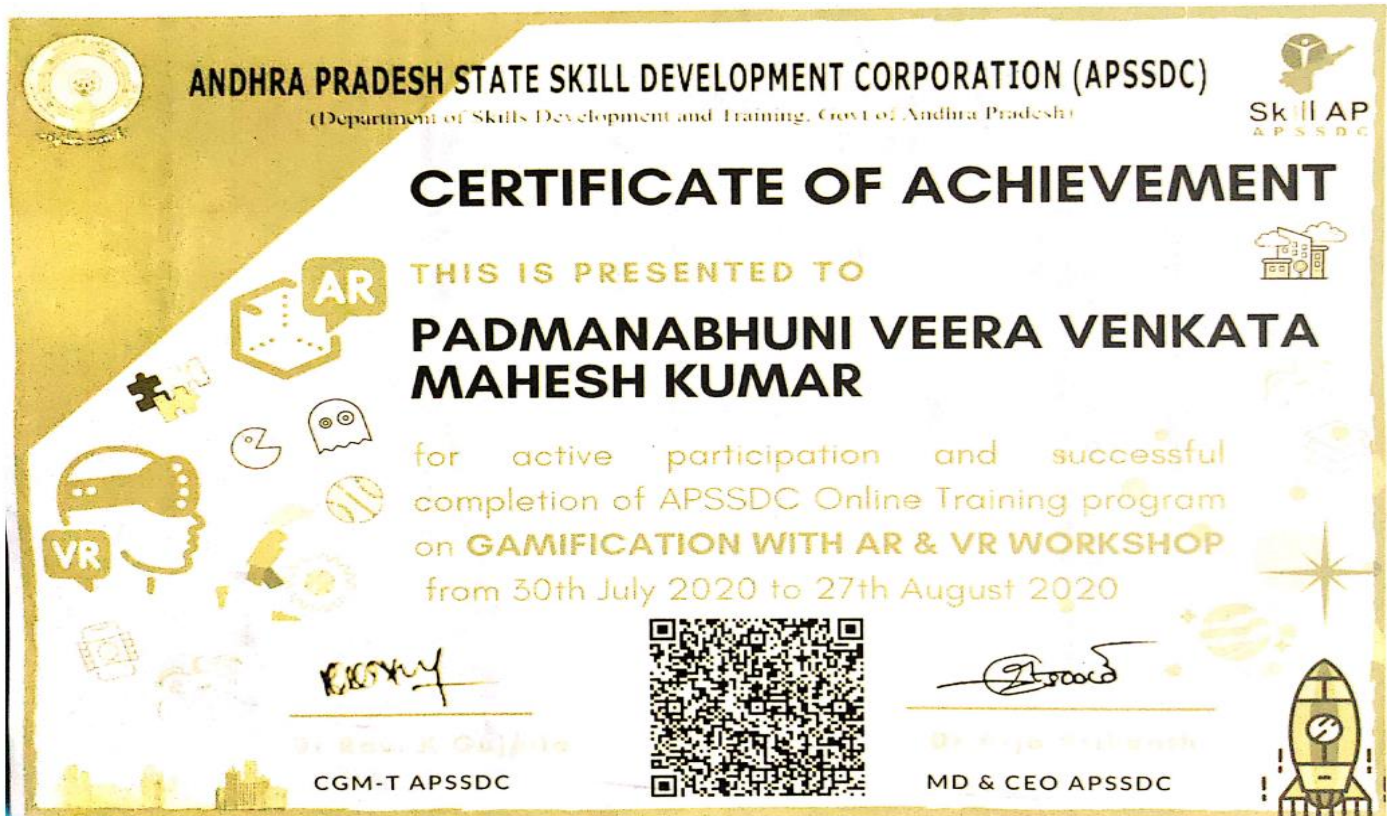 ANDHRA PRADESH STATE SKILL DEVELOPMENT CORPORATION (APSSDC)
(Department of Skills Development and Training, Govt of Andhra Pradesh)
Skill AP
APSSDC
CERTIFICATE OF ACHIEVEMENT
THIS IS PRESENTED TO
AR
PADMANABHUNI VEERA VENKATA
MAHESH KUMAR
for active participation and successful
completion of APSSDC Online Training program
VR
on GAMIFICATION WITH AR & VR WORKSHOP
from 30th July 2020 to 27th August 2020
Dr
Dr
CGM-T APSSDC
MD & CEO APSSDC